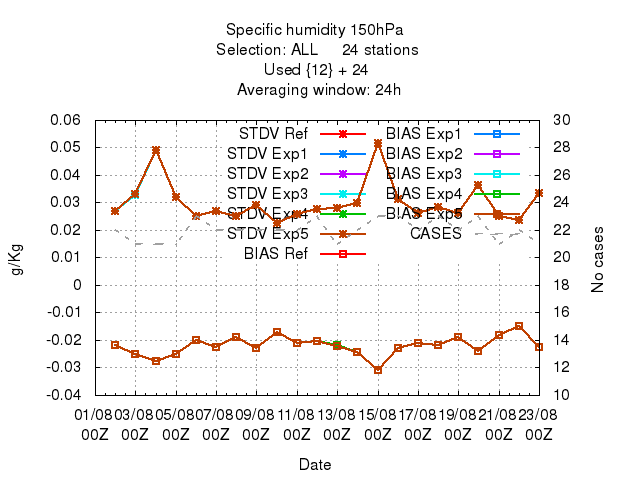 Specific humidity 150hPa
Selection: ALL 24 stations
Used {12} + 24
Averaging window: 24h
0.06
0.05
0.04
0.03
0.02
0.01
0
-0.01
-0.02
-0.03
-0.04
g/Kg
30
28
26
24
22
20
18
16
14
12
10
No cases
STDV Ref
STDV Exp1
STDV Exp2
STDV Exp3
STDV Exp4
STDV Exp5
BIAS Ref
BIAS Exp1
BIAS Exp2
BIAS Exp3
BIAS Exp4
BIAS Exp5
CASES
01/08 03/08 05/08 07/08 09/08 11/08 13/08 15/08 17/08 19/08 21/08 23/08
00Z 00Z 00Z 00Z 00Z 00Z 00Z 00Z 00Z 00Z 00Z 00Z
Date